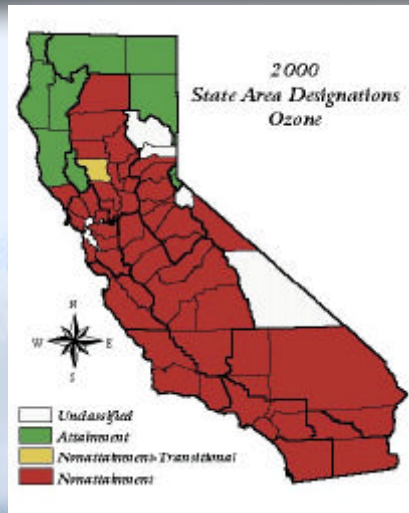 2000
State Area Designations
Ozone
N
W E
S
Unclassified
Attainment
Nonattainment-Transitional
Nonattainment